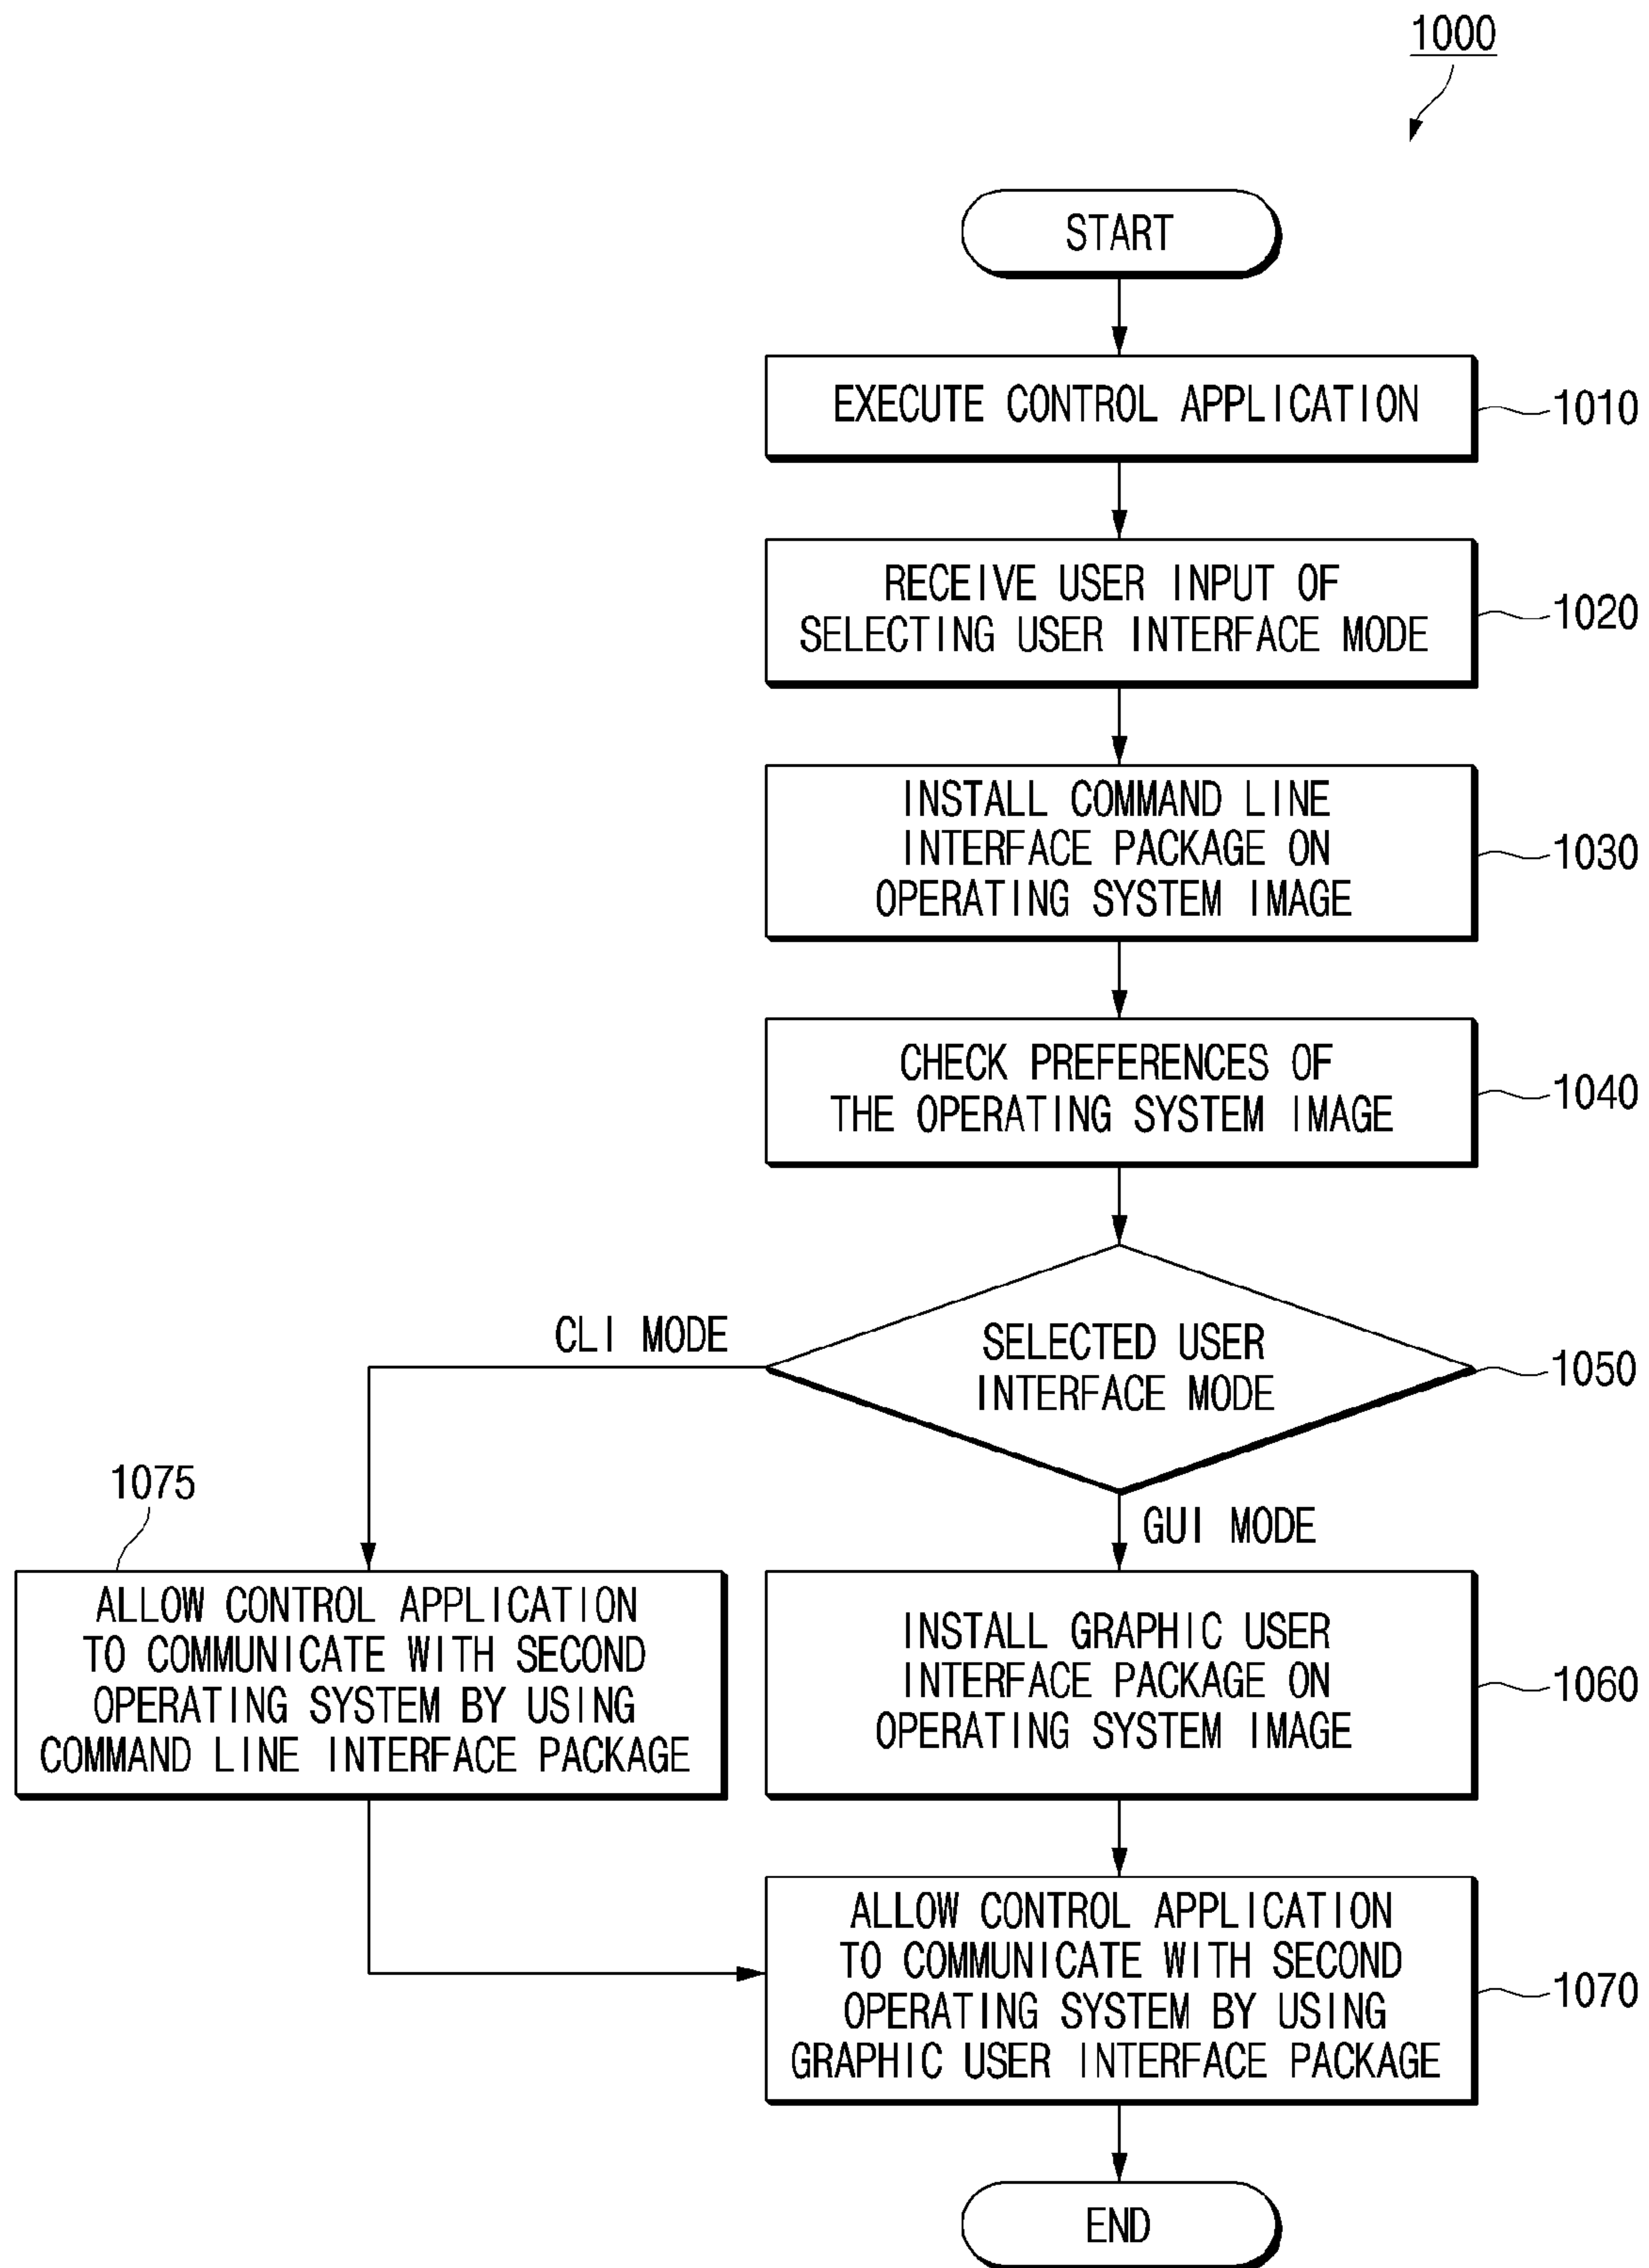 1000
START
EXECUTE CONTROL APPLICATION
1010
RECEIVE USER INPUT OF
SELECTING USER INTERFACE MODE
1020
INSTALL COMMAND LINE
INTERFACE PACKAGE ON
OPERATING SYSTEM IMAGE
1030
CHECK PREFERENCES OF
THE OPERATING SYSTEM IMAGE
1040
CLI MODE
SELECTED USER
INTERFACE MODE
1050
GUI MODE
1075
ALLOW CONTROL APPLICATION
TO COMMUNICATE WITH SECOND
OPERATING SYSTEM BY USING
COMMAND LINE INTERFACE PACKAGE
INSTALL GRAPHIC USER
INTERFACE PACKAGE ON
OPERATING SYSTEM IMAGE
1060
ALLOW CONTROL APPLICATION
TO COMMUNICATE WITH SECOND
OPERATING SYSTEM BY USING
GRAPHIC USER INTERFACE PACKAGE
1070
END